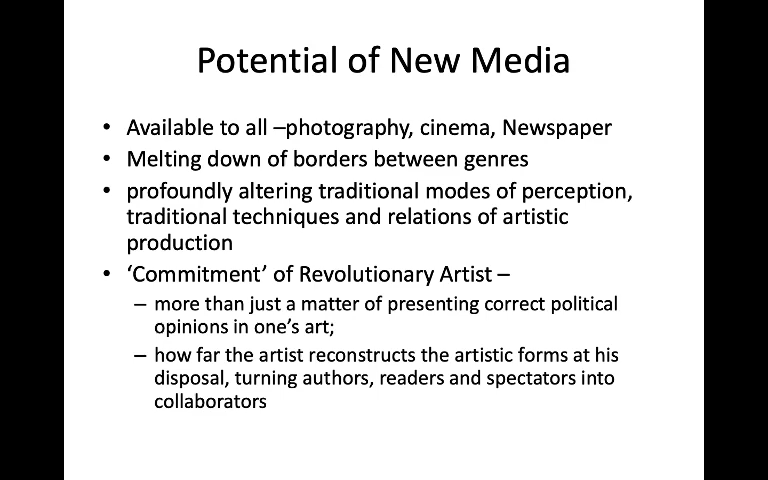 Potential of New Media
• Available to all –photography, cinema, Newspaper
• Melting down of borders between genres
• profoundly altering traditional modes of perception,
traditional techniques and relations of artistic
production
• ‘Commitment’ of Revolutionary Artist –
– more than just a matter of presenting correct political
opinions in one’s art;
– how far the artist reconstructs the artistic forms at his
disposal, turning authors, readers and spectators into
collaborators